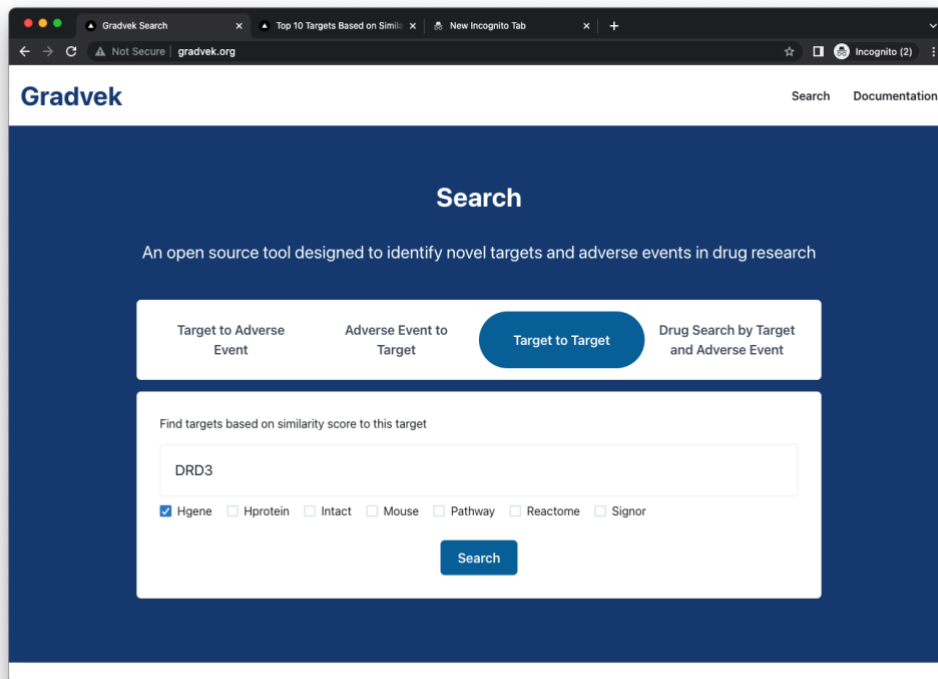 Gradvek Search
Top 10 Targets Based on Simila
New Incognito Tab
Not Secure | gradvek.org
Incognito (2)
Gradvek
Search
Documentation
Search
An open source tool designed to identify novel targets and adverse events in drug research
Target to Adverse
Event
Adverse Event to
Target
Target to Target
Drug Search by Target
and Adverse Event
Find targets based on similarity score to this target
DRD3
Hgene Hprotein Intact Mouse Pathway Reactome Signor
Search